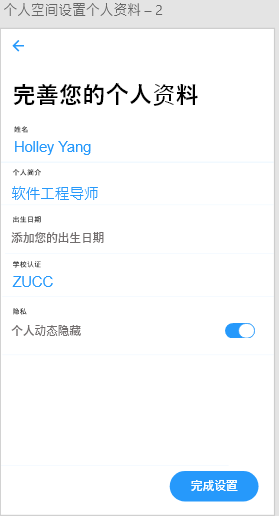 个人空间设置个人资料 – 2
完善您的个人资料
姓名
Holley Yang
个人简介
软件工程导师
出生日期
添加您的出生日期
学校认证
ZUCC
隐私
个人动态隐藏
完成设置